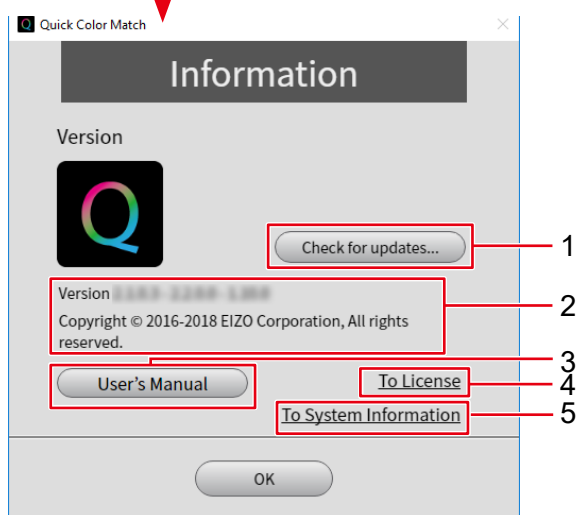 Quick Color Match
Information
Version
Q
Check for updates...
1
Version
2
Copyright © 2016-2018 EIZO Corporation, All rights
reserved.
3
User's Manual
To License
4
To System Information
5
OK